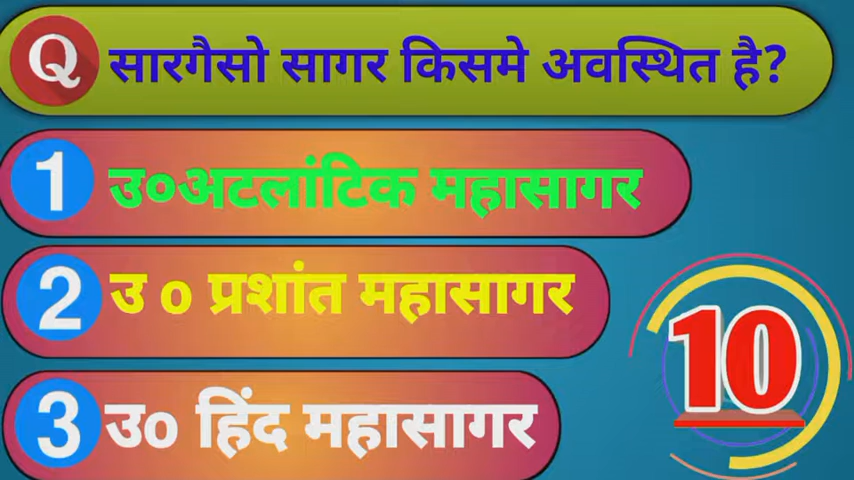 Q सारगैसो सागर किसमे अवस्थित है?
1 उ०अटलांटिक महासागर
2 उ ० प्रशांत महासागर
3 उ० हिंद महासागर
10